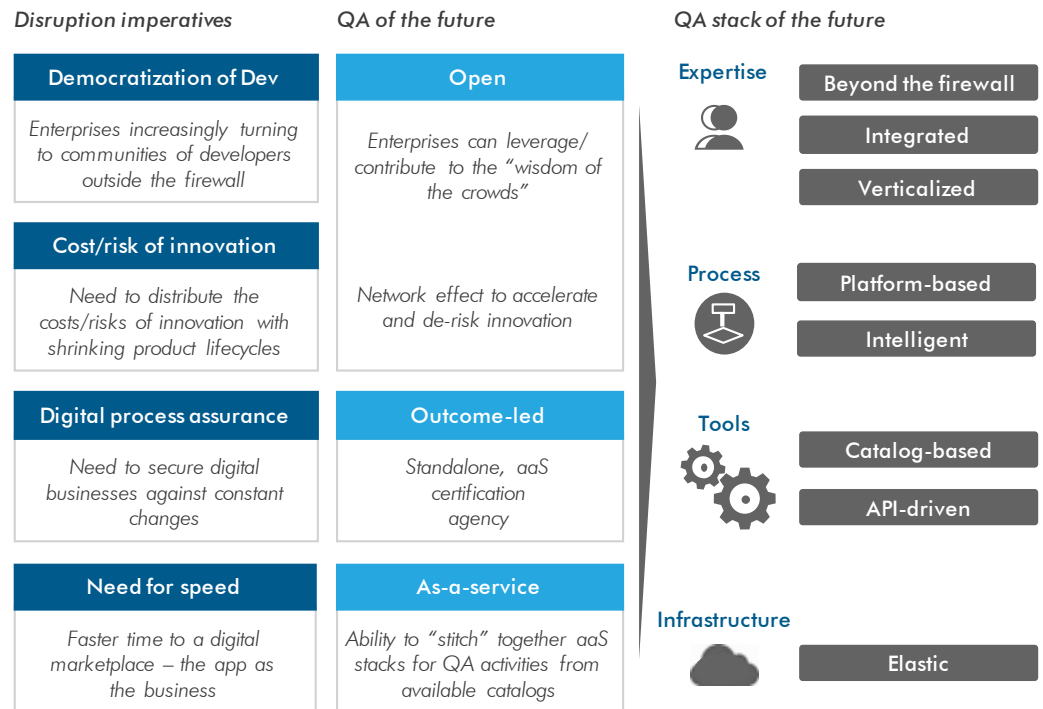 Disruption imperatives
QA of the future
QA stack of the future
Democratization of Dev
Enterprises increasingly turning
to communities of developers
outside the firewall
Cost/risk of innovation
Need to distribute the
costs/risks of innovation with
shrinking product lifecycles
Digital process assurance
Need to secure digital
businesses against constant
changes
Need for speed
Faster time to a digital
marketplace – the app as
the business
Open
Enterprises can leverage/
contribute to the “wisdom of
the crowds”
Network effect to accelerate
and de-risk innovation
Outcome-led
Standalone, aaS
certification
agency
As-a-service
Ability to “stitch” together aaS
stacks for QA activities from
available catalogs
Expertise
Beyond the firewall
Integrated
Verticalized
Process
Platform-based
Intelligent
Tools
Catalog-based
API-driven
Infrastructure
Elastic